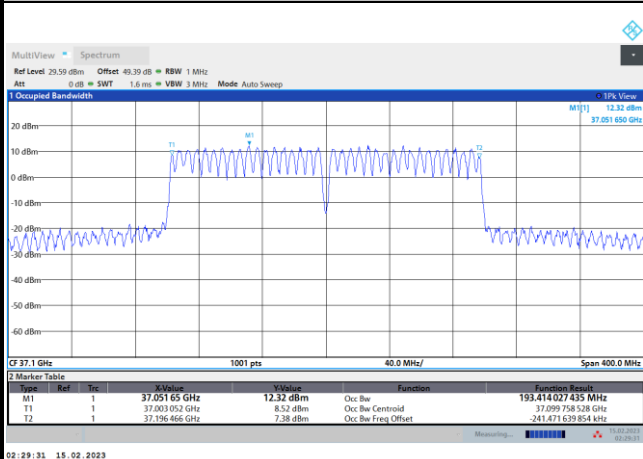 MultiView Spectrum
Ref Level 29.59 dBm Offset 49.39 dB RBW 1 MHz
Att 0 dB SWT 1.6 ms VBW 3 MHz Mode Auto Sweep
1 Occupied Bandwidth 1Pk View
M1[1] 12.32 dBm
37.051 650 GHz
20 dBm
M1
T1
T2
10 dBm
0 dBm
-10 dBm
-20 dBm
-30 dBm
-40 dBm
-50 dBm
-60 dBm
CF 37.1 GHz 1001 pts 40.0 MHz/ Span 400.0 MHz
2 Marker Table
Type Ref Trc X-Value Y-Value Function Function Result
M1 1 37.051 65 GHz 12.32 dBm Occ Bw 193.414 027 435 MHz
T1 1 37.003 052 GHz 8.52 dBm Occ Bw Centroid 37.099 758 528 GHz
T2 1 37.196 466 GHz 7.38 dBm Occ Bw Freq Offset -241.471 639 854 kHz
Measuring... 15.02.2023
02:29:31
02:29:31 15.02.2023